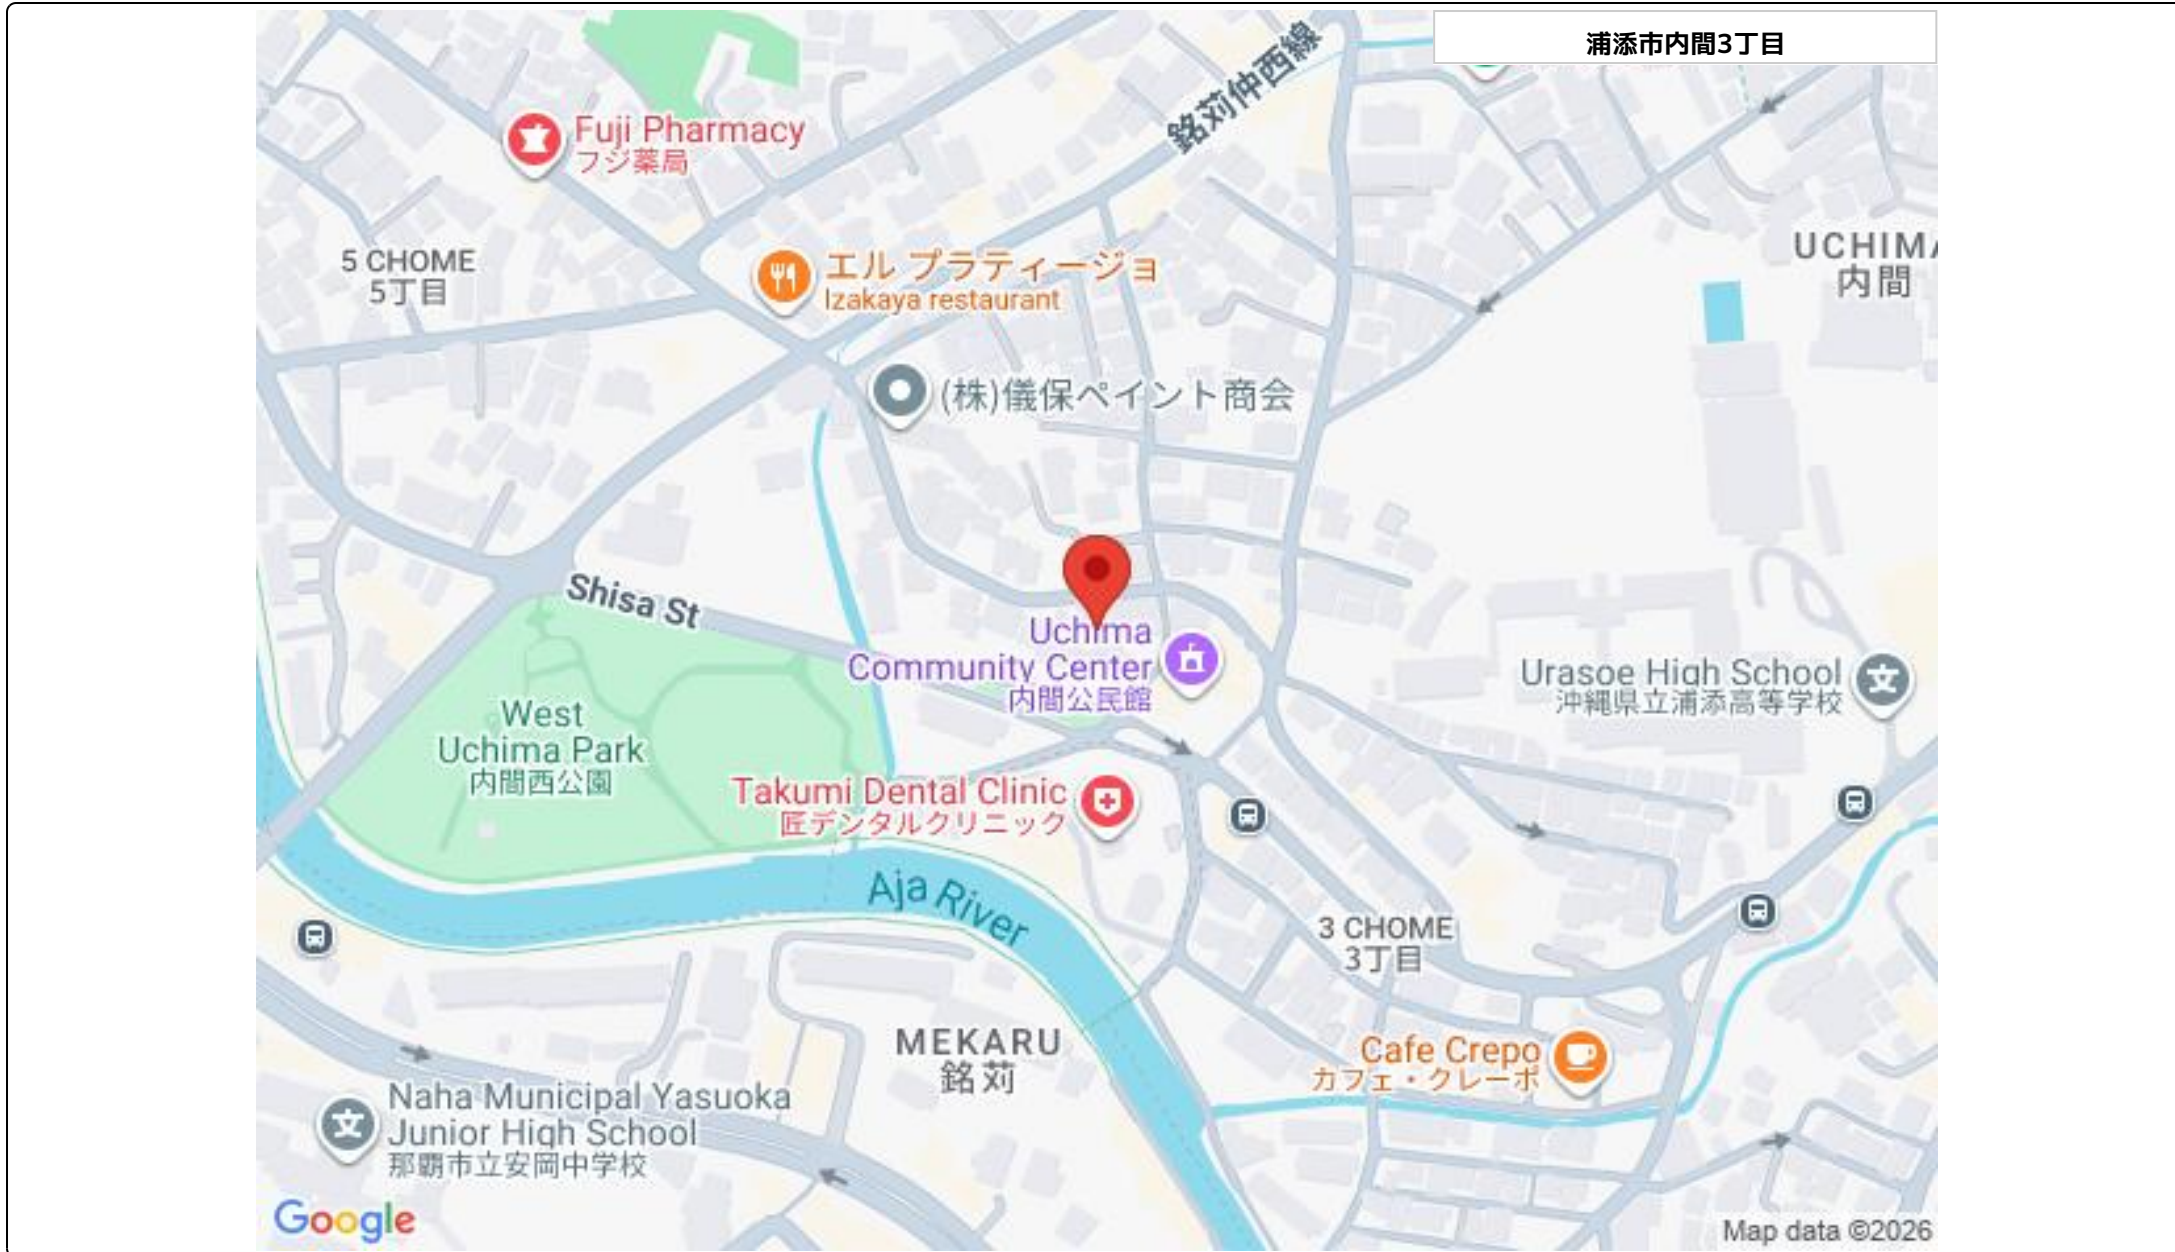 浦添市内間3丁目
銘苅仲西線
Fuji Pharmacy
フジ薬局
UCHIMA
内間
5 CHOME
5丁目
エル プラティージョ
Izakaya restaurant
(株)儀保ペイント商会
Shisa St
Uchima
Community Center
内間公民館
Urasoe High School
沖縄県立浦添高等学校
West
Uchima Park
内間西公園
Takumi Dental Clinic
匠デンタルクリニック
Aja River
3 CHOME
3丁目
MEKARU
銘苅
Cafe Crepo
カフェ・クレーポ
Naha Municipal Yasuoka
Junior High School
那覇市立安岡中学校
Google
Map data ©2026